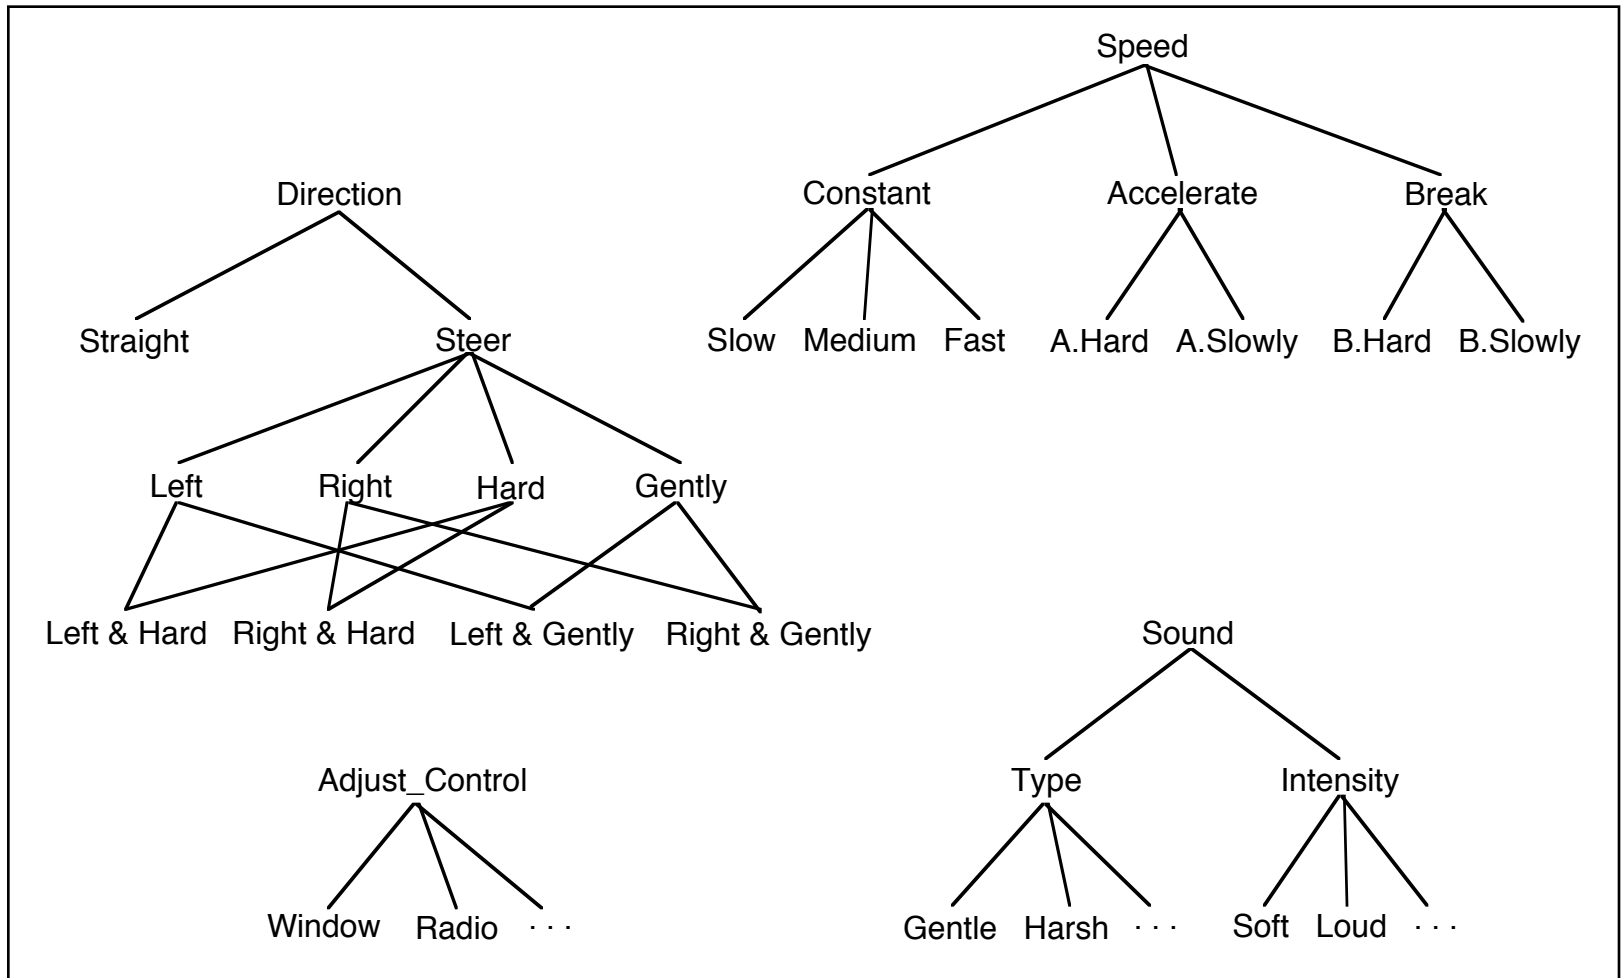 Speed
Direction
Constant Accelerate Break
Straight Steer
Slow Medium Fast A.Hard A.Slowly B.Hard B.Slowly
Left Right Hard Gently
Left & Hard Right & Hard Left & Gently Right & Gently
Sound
Adjust_Control
Type Intensity
Window Radio . . .
Gentle Harsh . . . Soft Loud . . .